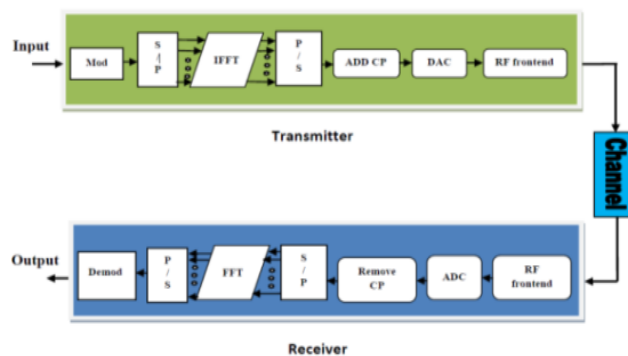 Input
Mod
S
/
P
IFFT
P
/
S
ADD CP
DAC
RF frontend
Transmitter
Channel
Output
Demod
P
/
S
FFT
S
/
P
Remove
CP
ADC
RF
frontend
Receiver